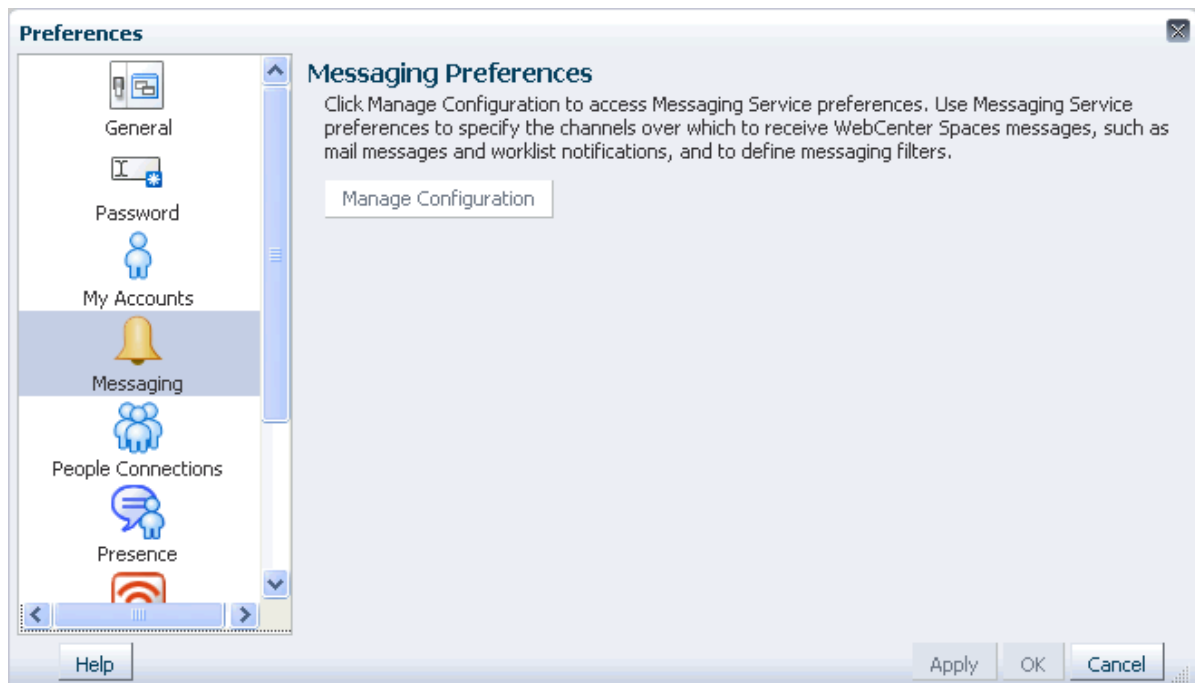 Preferences
General
Password
My Accounts
Messaging
People Connections
Presence
Messaging Preferences
Click Manage Configuration to access Messaging Service preferences. Use Messaging Service
preferences to specify the channels over which to receive WebCenter Spaces messages, such as
mail messages and worklist notifications, and to define messaging filters.
Manage Configuration
Help
Apply
OK
Cancel